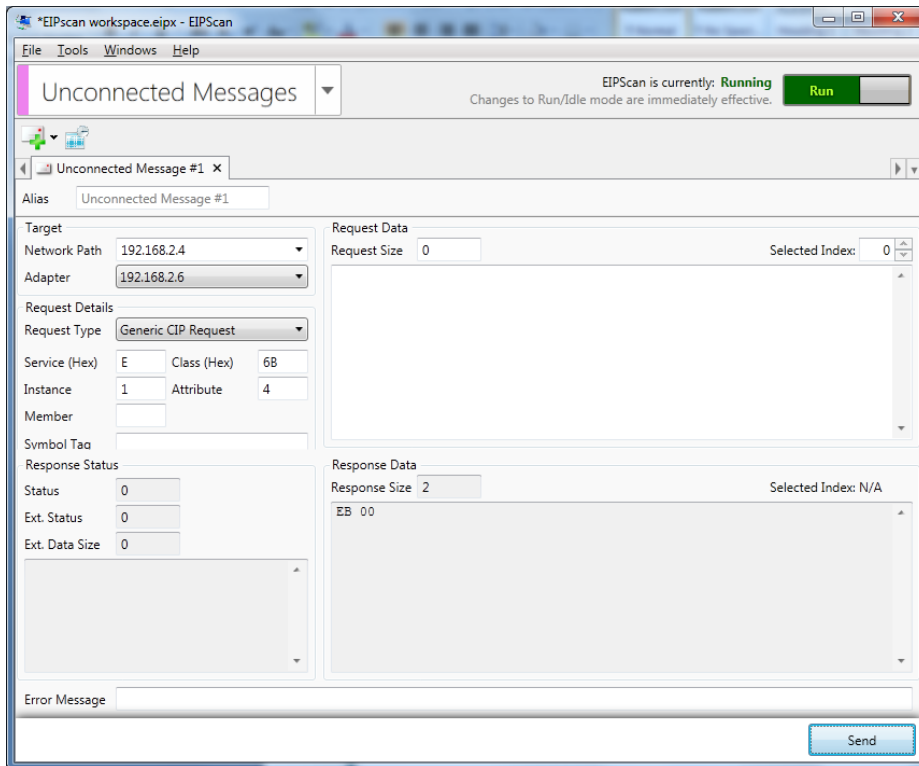 *EIPscan workspace.eipx - EIPScan
File Tools Windows Help
Unconnected Messages
EIPScan is currently: Running
Changes to Run/Idle mode are immediately effective.
Run
Unconnected Message #1
Alias Unconnected Message #1
Target
Network Path 192.168.2.4
Adapter 192.168.2.6
Request Details
Request Type Generic CIP Request
Service (Hex) E Class (Hex) 6B
Instance 1 Attribute 4
Member
Symbol Tag
Request Data
Request Size 0 Selected Index: 0
Response Status
Status 0
Ext. Status 0
Ext. Data Size 0
Response Data
Response Size 2 Selected Index: N/A
EB 00
Error Message
Send